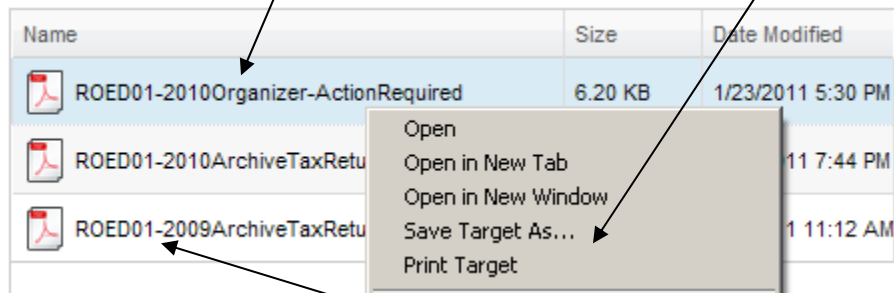 Name Size Date Modified
ROED01-2010Organizer-ActionRequired 6.20 KB 1/23/2011 5:30 PM
Open
ROED01-2010ArchiveTaxRetu Open in New Tab 11 7:44 PM
Open in New Window
ROED01-2009ArchiveTaxRetu Save Target As... 1 11:12 AM
Print Target